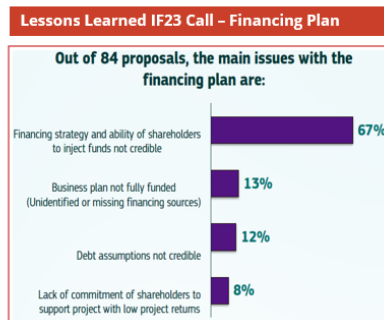 Lessons Learned IF23 Call – Financing Plan
Out of 84 proposals, the main issues with the
financing plan are:
Financing strategy and ability of shareholders
to inject funds not credible
67%
Business plan not fully funded
(Unidentified or missing financing sources)
13%
Debt assumptions not credible
12%
Lack of commitment of shareholders to
support project with low project returns
8%